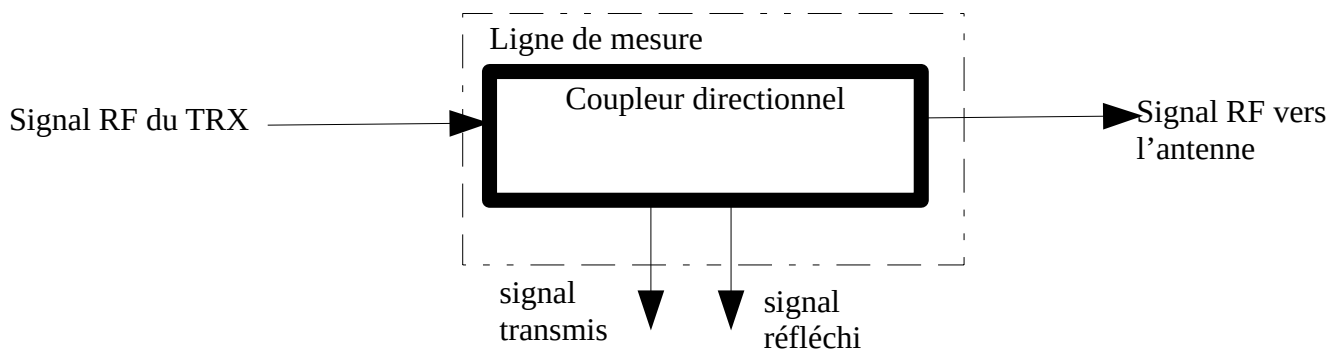 Ligne de mesure
Coupleur directionnel
Signal RF du TRX
Signal RF vers
l’antenne
signal
transmis
signal
réfléchi